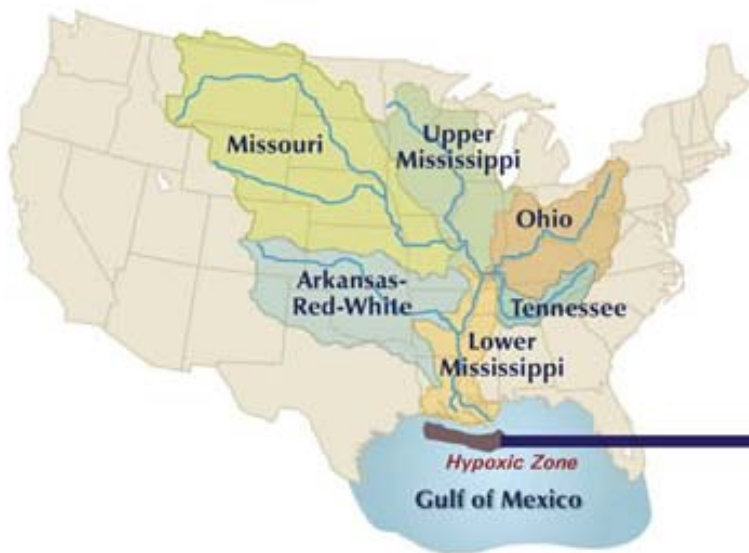 Missouri
Upper
Mississippi
Ohio
Arkansas-
Red-White
Tennessee
Lower
Mississippi
Hypoxic Zone
Gulf of Mexico